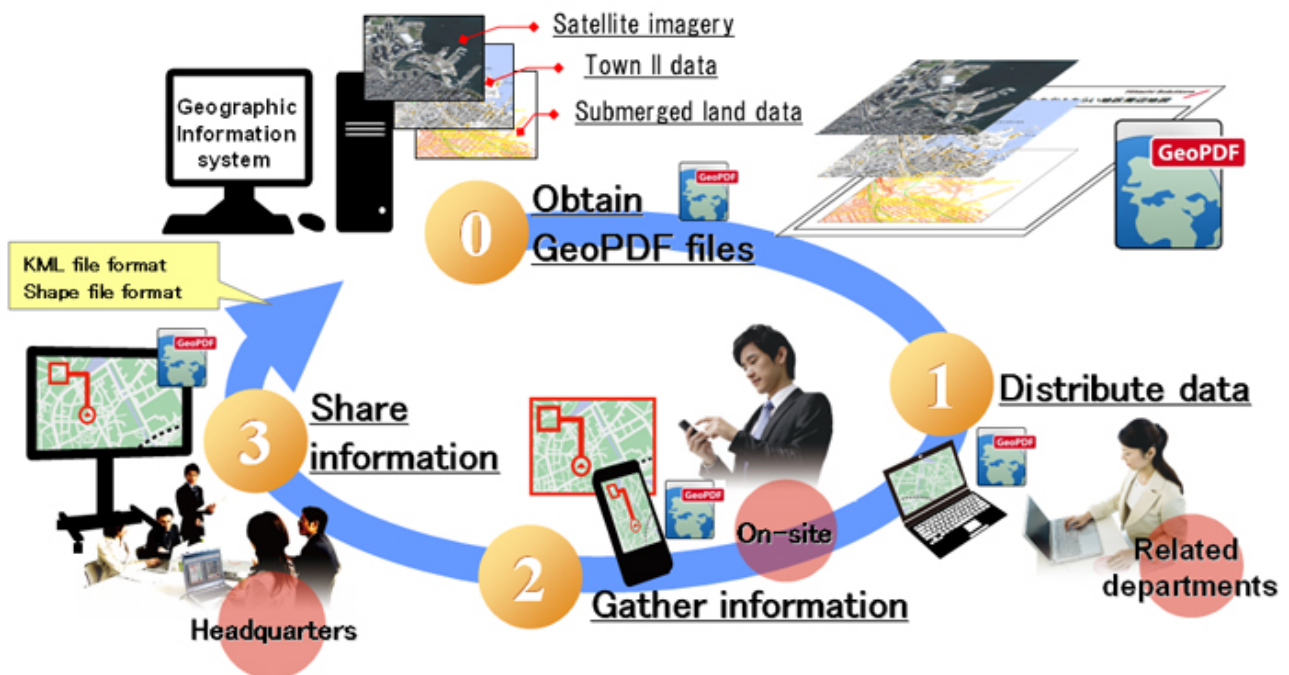 Satellite imagery
Town II data
Submerged land data
Geographic
Information
system
Hitachi Solutions
GeoPDF
0
Obtain
GeoPDF files
GeoPDF
KML file format
Shape file format
GeoPDF
1
Distribute data
GeoPDF
Related
departments
On-site
GeoPDF
2
Gather information
3
Share
information
Headquarters